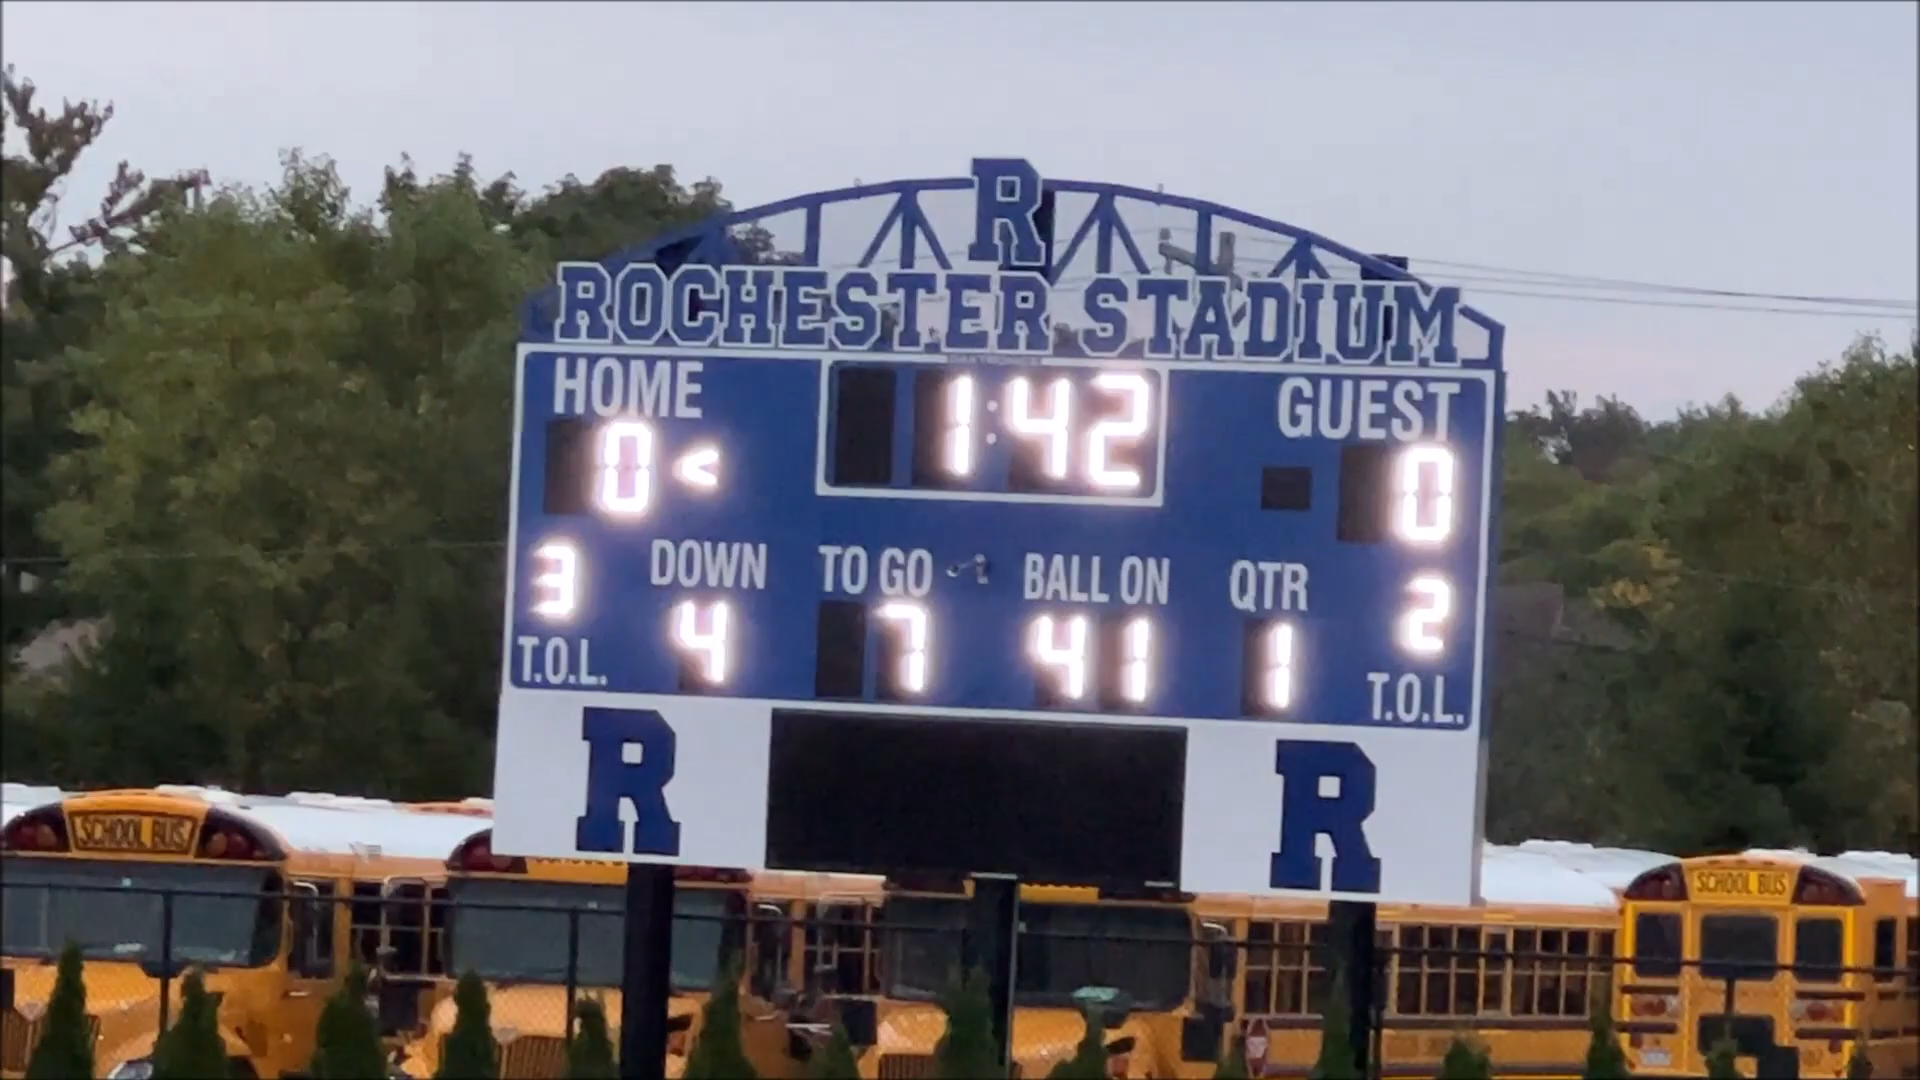 R
ROCHESTER STADIUM
DAKTRONICS
HOME 1:42 GUEST
0 < 0
DOWN TO GO BALL ON QTR
3 4 7 41 1 2
T.O.L. T.O.L.
R R
SCHOOL BUS
SCHOOL BUS